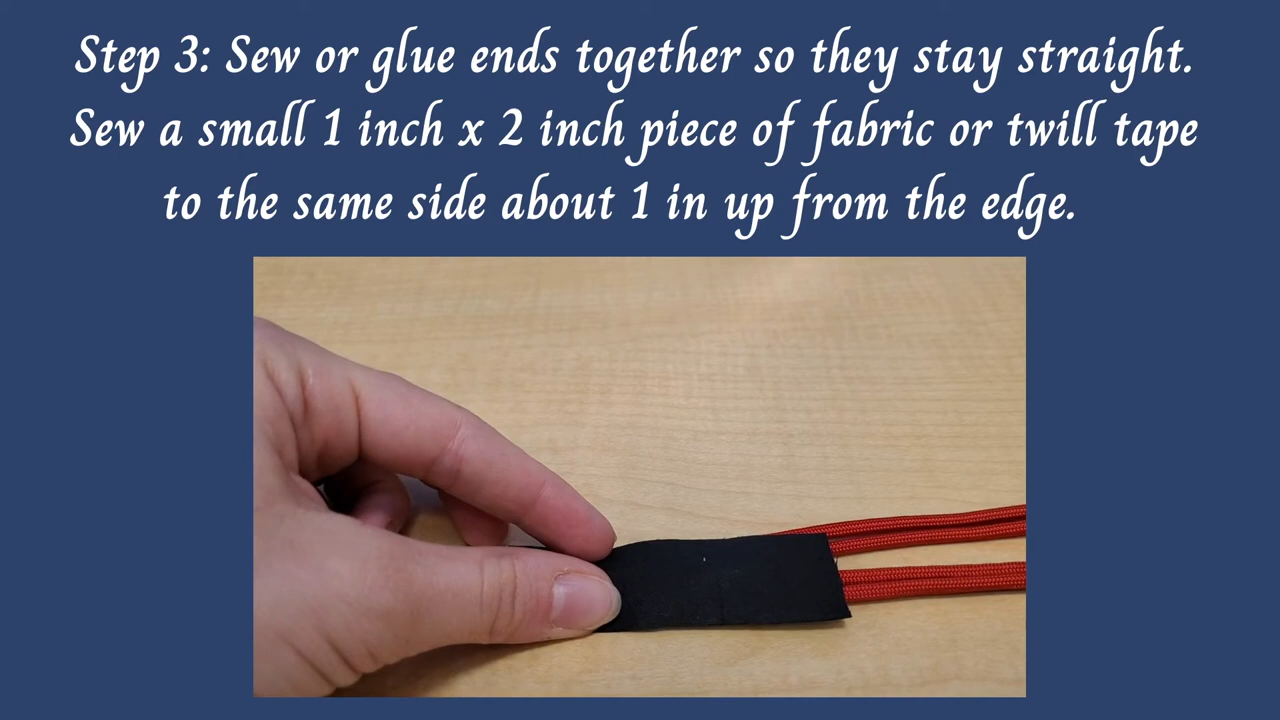 Step 3: Sew or glue ends together so they stay straight.
Sew a small 1 inch x 2 inch piece of fabric or twill tape
to the same side about 1 in up from the edge.